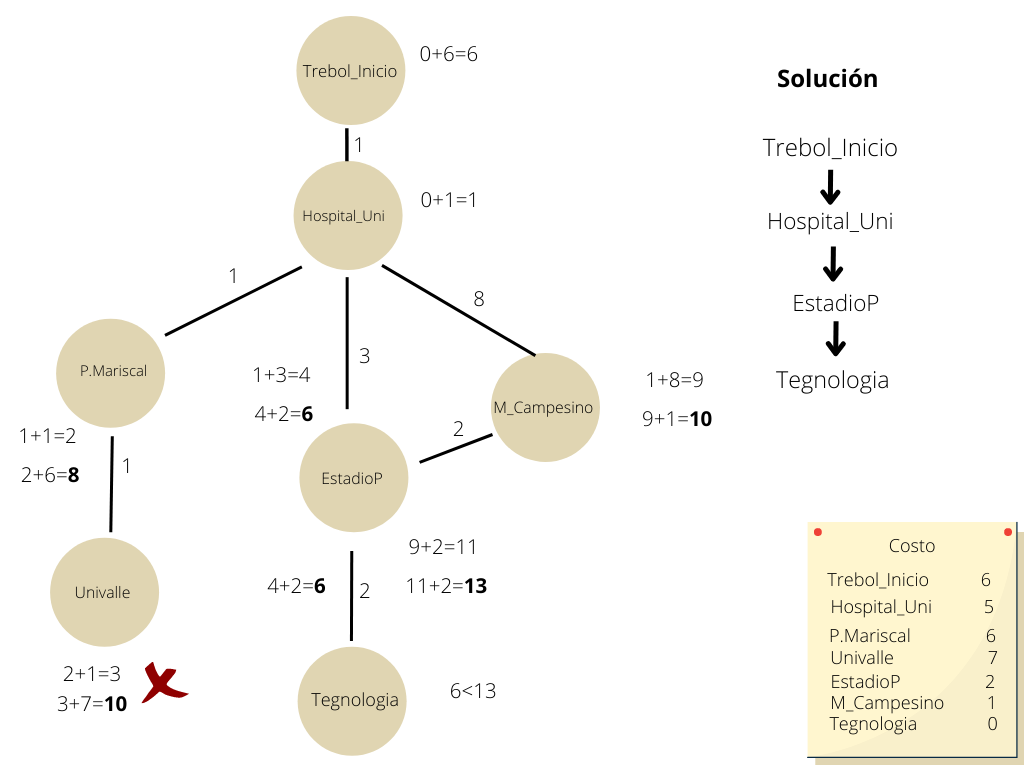 Trebol_Inicio
0+6=6
1
Hospital_Uni
0+1=1
1
3
8
P.Mariscal
1+1=2
2+6=8
1
Univalle
2+1=3
3+7=10
1+3=4
4+2=6
EstadioP
2
M_Campesino
1+8=9
9+1=10
9+2=11
11+2=13
4+2=6
2
Tegnologia
6<13
Solución
Trebol_Inicio
Hospital_Uni
EstadioP
Tegnologia
Costo
Trebol_Inicio 6
Hospital_Uni 5
P.Mariscal 6
Univalle 7
EstadioP 2
M_Campesino 1
Tegnologia 0